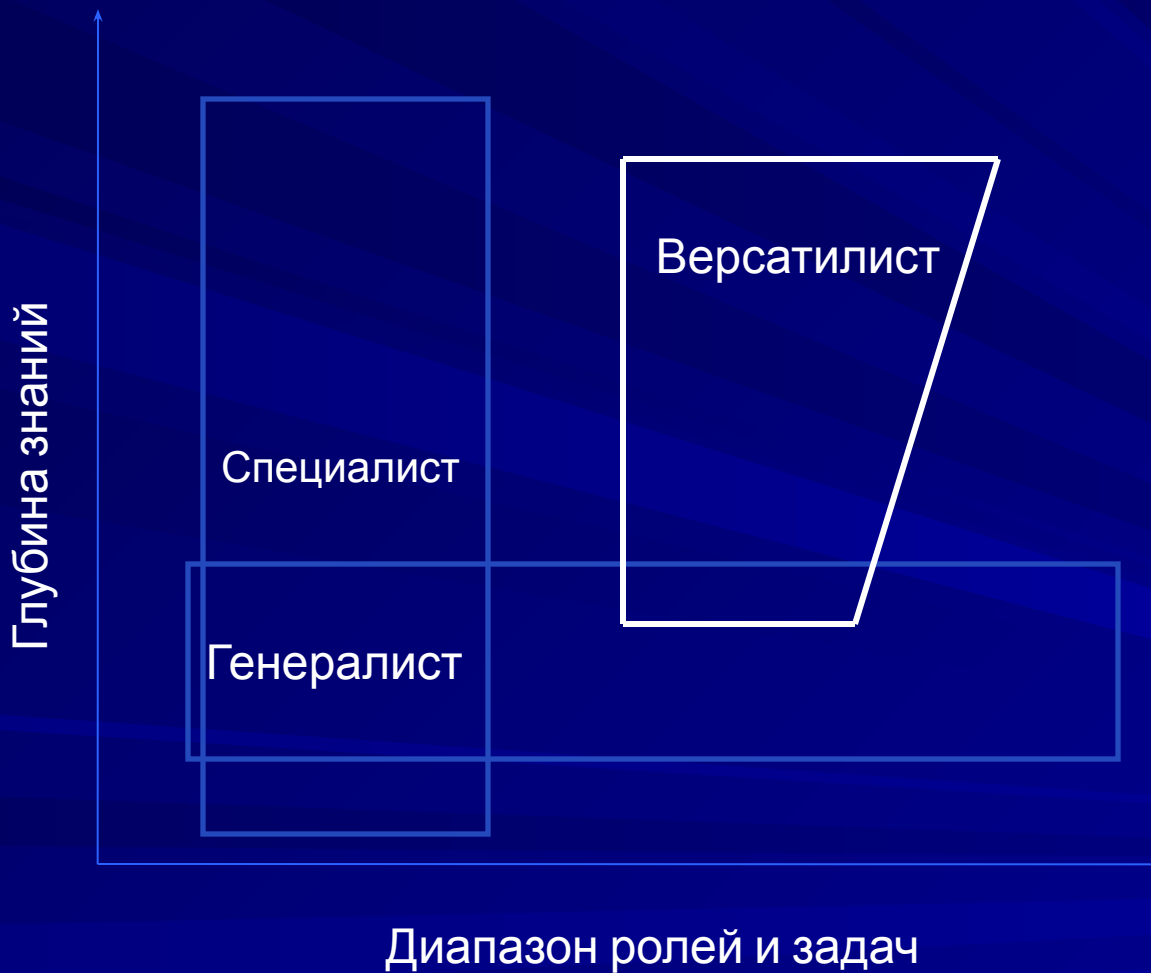 Версатилист
Глубина знаний
Специалист
Генералист
Диапазон ролей и задач